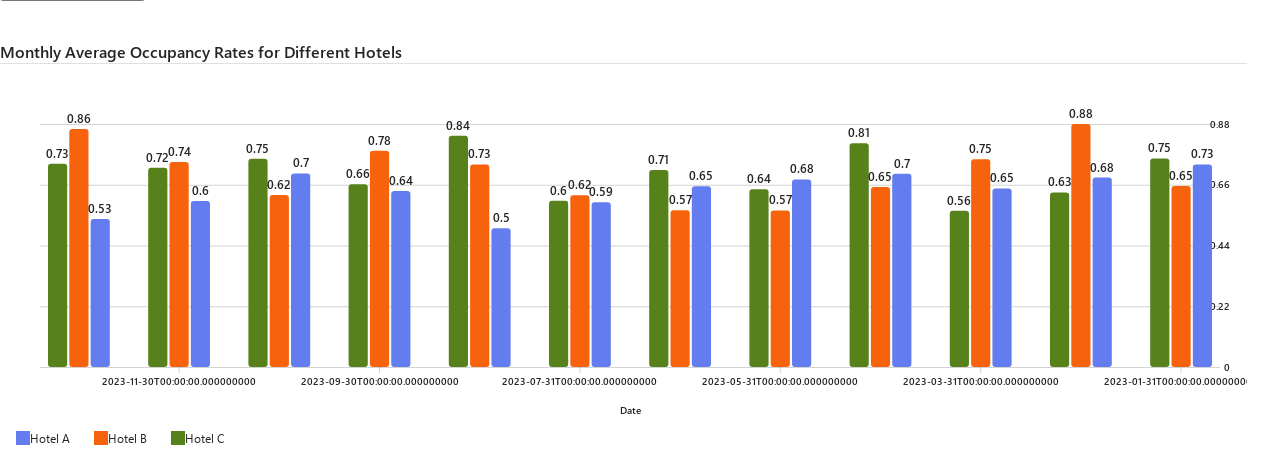 Monthly Average Occupancy Rates for Different Hotels
0.73 0.86 0.53 0.72 0.74 0.6 0.75 0.62 0.7 0.66 0.78 0.64 0.84 0.73 0.5 0.6 0.62 0.59 0.71 0.57 0.65 0.64 0.57 0.68 0.81 0.65 0.7 0.56 0.75 0.65 0.63 0.88 0.68 0.75 0.65 0.73
0.88
0.66
0.44
0.22
0
2023-11-30T00:00:00.000000000 2023-09-30T00:00:00.000000000 2023-07-31T00:00:00.000000000 2023-05-31T00:00:00.000000000 2023-03-31T00:00:00.000000000 2023-01-31T00:00:00.0000000
Date
Hotel A Hotel B Hotel C